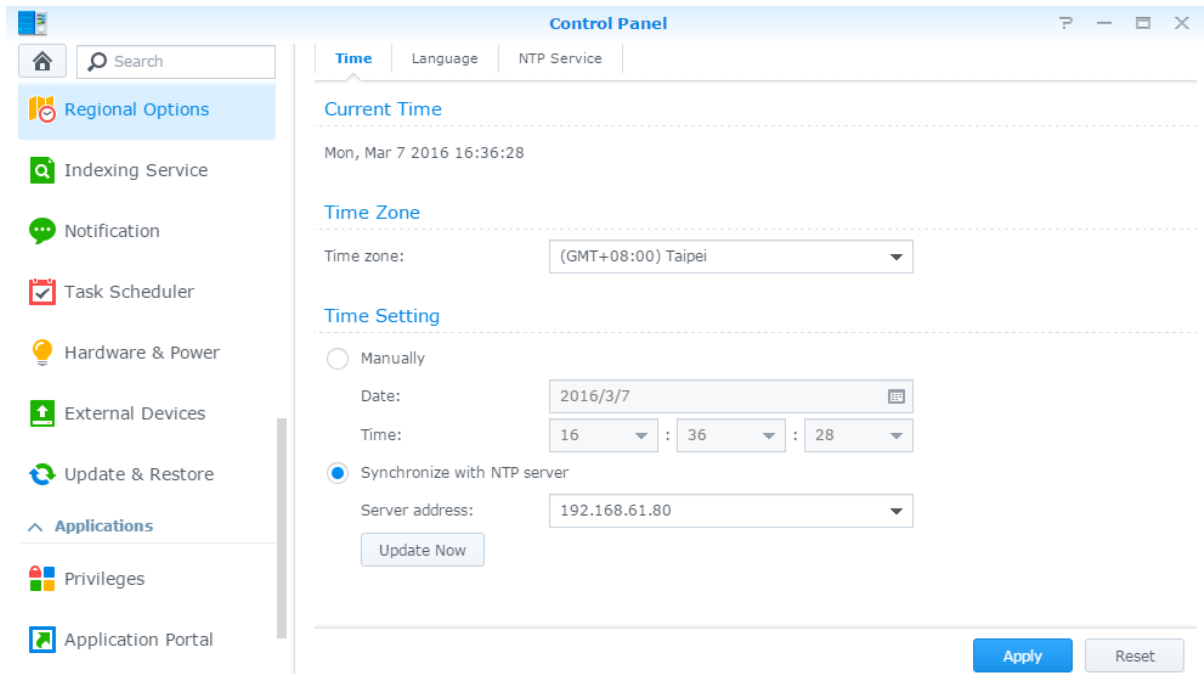 Control Panel
Search
Regional Options
Indexing Service
Notification
Task Scheduler
Hardware & Power
External Devices
Update & Restore
Applications
Privileges
Application Portal
Time Language NTP Service
Current Time
Mon, Mar 7 2016 16:36:28
Time Zone
Time zone: (GMT+08:00) Taipei
Time Setting
Manually
Date: 2016/3/7
Time: 16 : 36 : 28
Synchronize with NTP server
Server address: 192.168.61.80
Update Now
Apply Reset